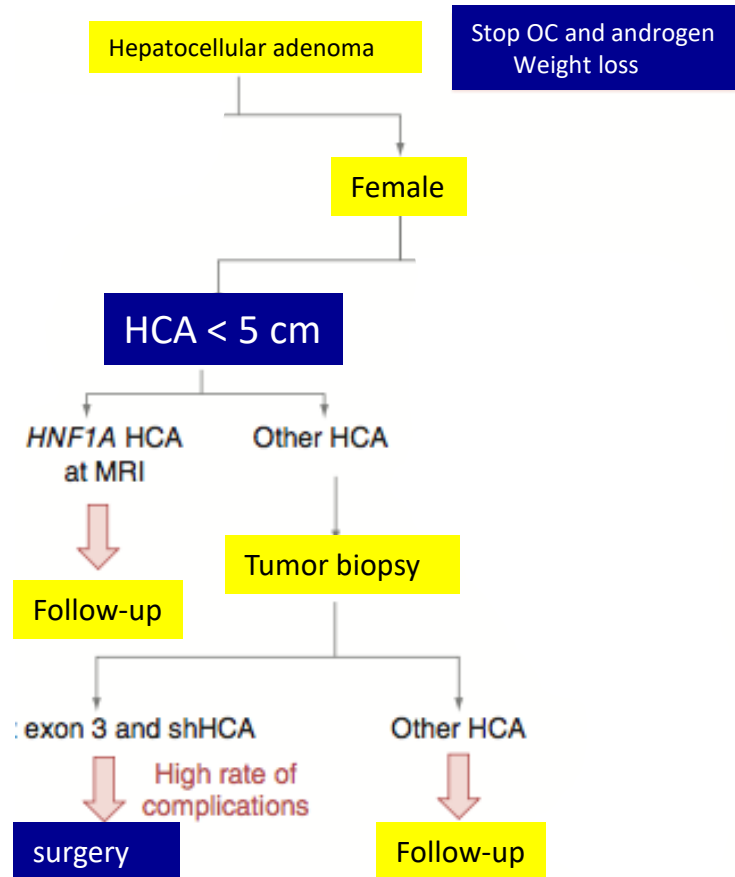 Hepatocellular adenoma
Stop OC and androgen
Weight loss
Female
HCA < 5 cm
HNF1A HCA
at MRI
Other HCA
Tumor biopsy
Follow-up
exon 3 and shHCA
Other HCA
High rate of
complications
surgery
Follow-up